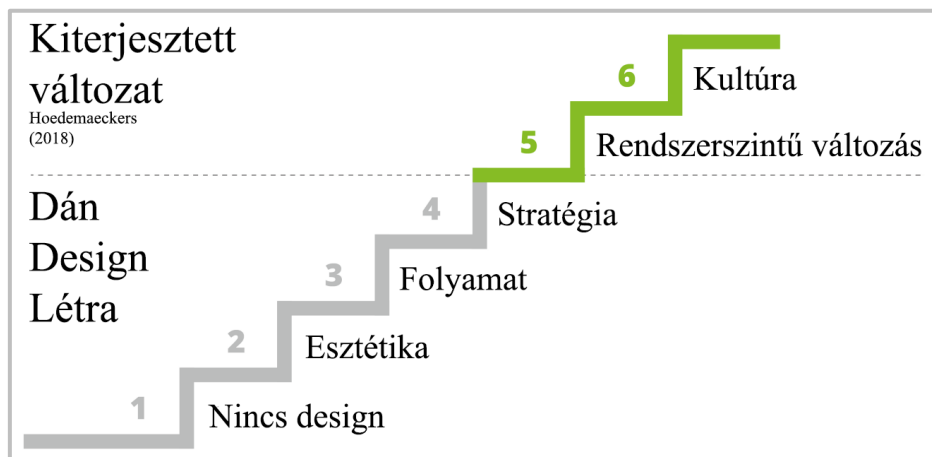 Kiterjesztett
változat
Hoedemaeckers
(2018)
6
Kultúra
5
Rendszerszintű változás
Dán
Design
Létra
4
Stratégia
3
Folyamat
2
Esztétika
1
Nincs design